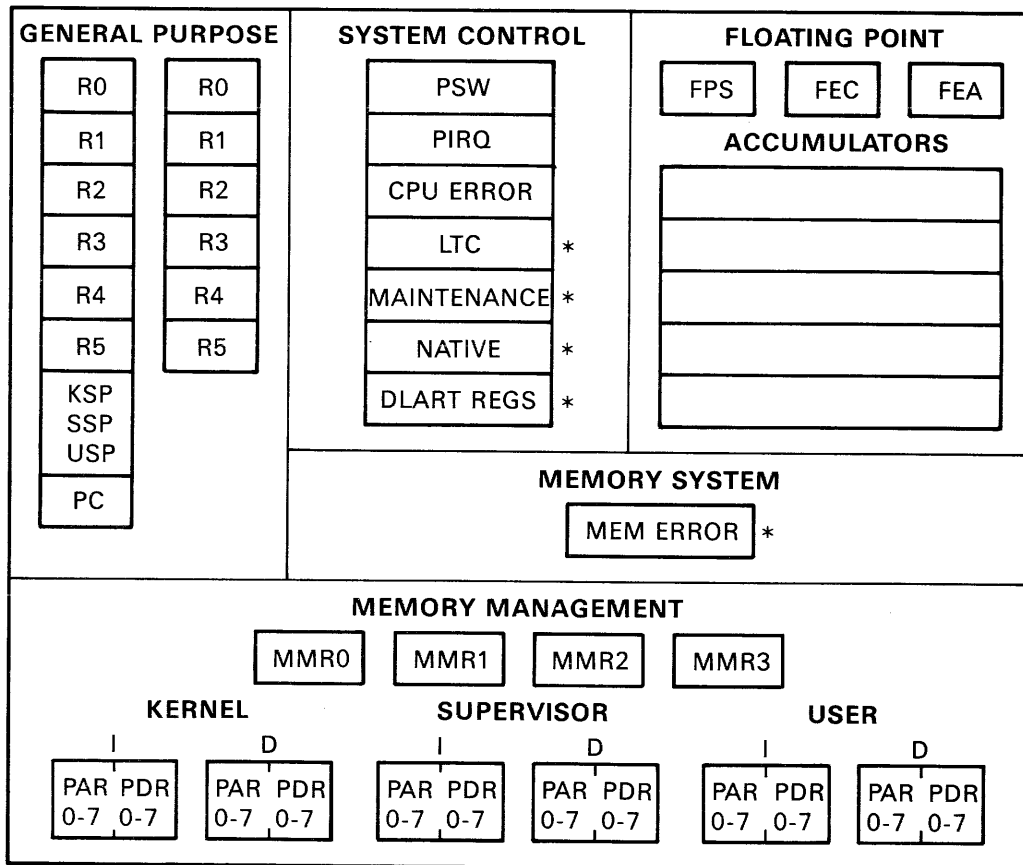 GENERAL PURPOSE
R0 R0
R1 R1
R2 R2
R3 R3
R4 R4
R5 R5
KSP
SSP
USP
PC
SYSTEM CONTROL
PSW
PIRQ
CPU ERROR
LTC *
MAINTENANCE *
NATIVE *
DLART REGS *
FLOATING POINT
FPS FEC FEA
ACCUMULATORS
MEMORY SYSTEM
MEM ERROR *
MEMORY MANAGEMENT
MMR0 MMR1 MMR2 MMR3
KERNEL SUPERVISOR USER
I D I D I D
PAR PDR PAR PDR PAR PDR PAR PDR PAR PDR PAR PDR
0-7 0-7 0-7 0-7 0-7 0-7 0-7 0-7 0-7 0-7 0-7 0-7